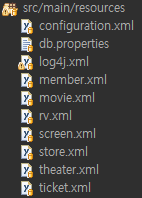 src/main/resources
configuration.xml
db.properties
log4j.xml
member.xml
movie.xml
rv.xml
screen.xml
store.xml
theater.xml
ticket.xml